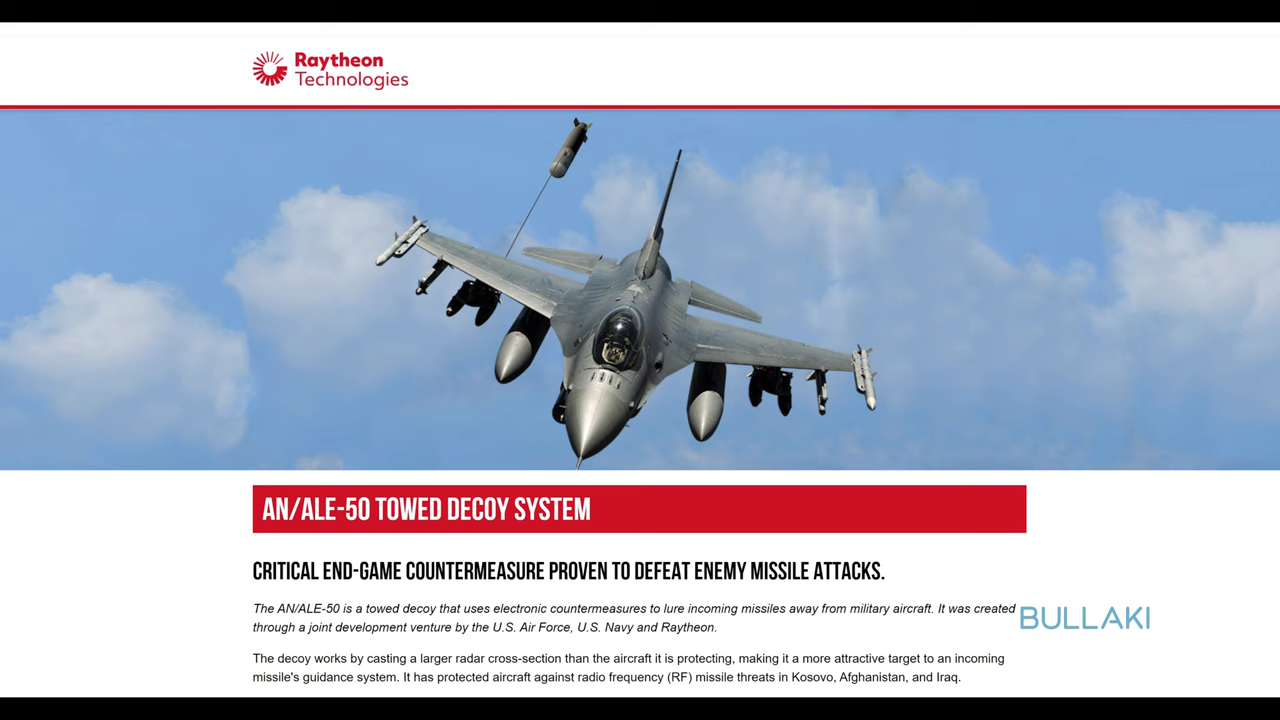 Raytheon
Technologies
AN/ALE-50 TOWED DECOY SYSTEM
CRITICAL END-GAME COUNTERMEASURE PROVEN TO DEFEAT ENEMY MISSILE ATTACKS.
The AN/ALE-50 is a towed decoy that uses electronic countermeasures to lure incoming missiles away from military aircraft. It was created
through a joint development venture by the U.S. Air Force, U.S. Navy and Raytheon.
BULLAKI
The decoy works by casting a larger radar cross-section than the aircraft it is protecting, making it a more attractive target to an incoming
missile's guidance system. It has protected aircraft against radio frequency (RF) missile threats in Kosovo, Afghanistan, and Iraq.